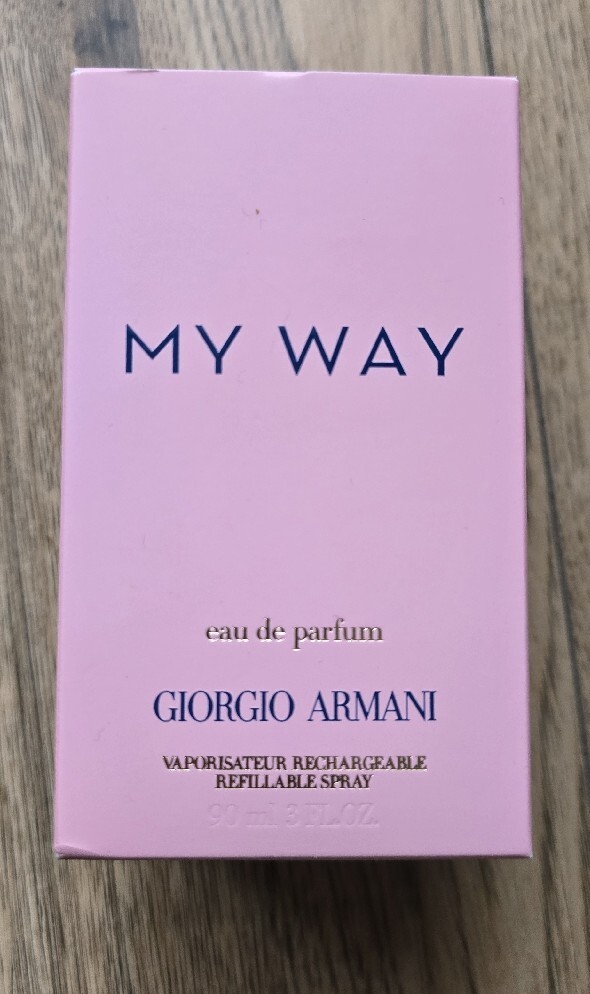 MY WAY
eau de parfum
GIORGIO ARMANI
VAPORISATEUR RECHARGEABLE
REFILLABLE SPRAY
90 ml 3 FL.OZ.